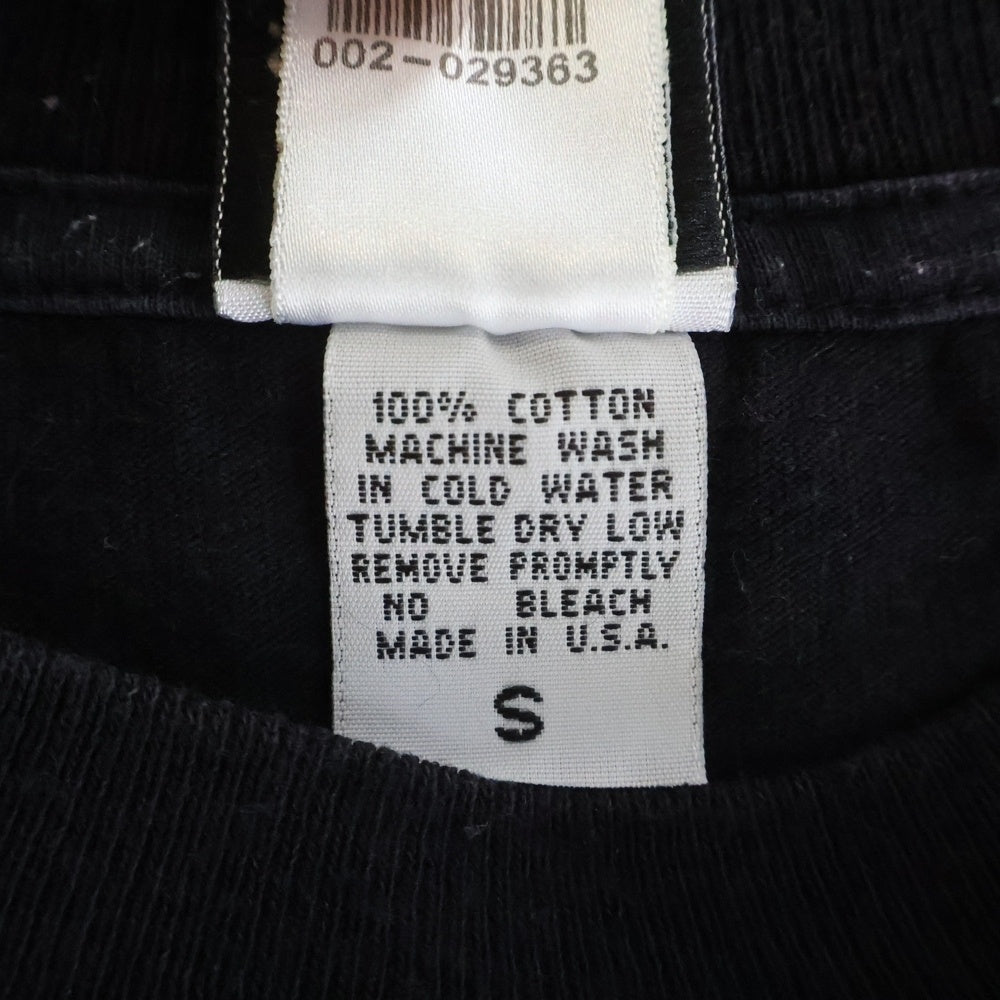 002-029363
100% COTTON
MACHINE WASH
IN COLD WATER
TUMBLE DRY LOW
REMOVE PROMPTLY
NO BLEACH
MADE IN U.S.A.
S